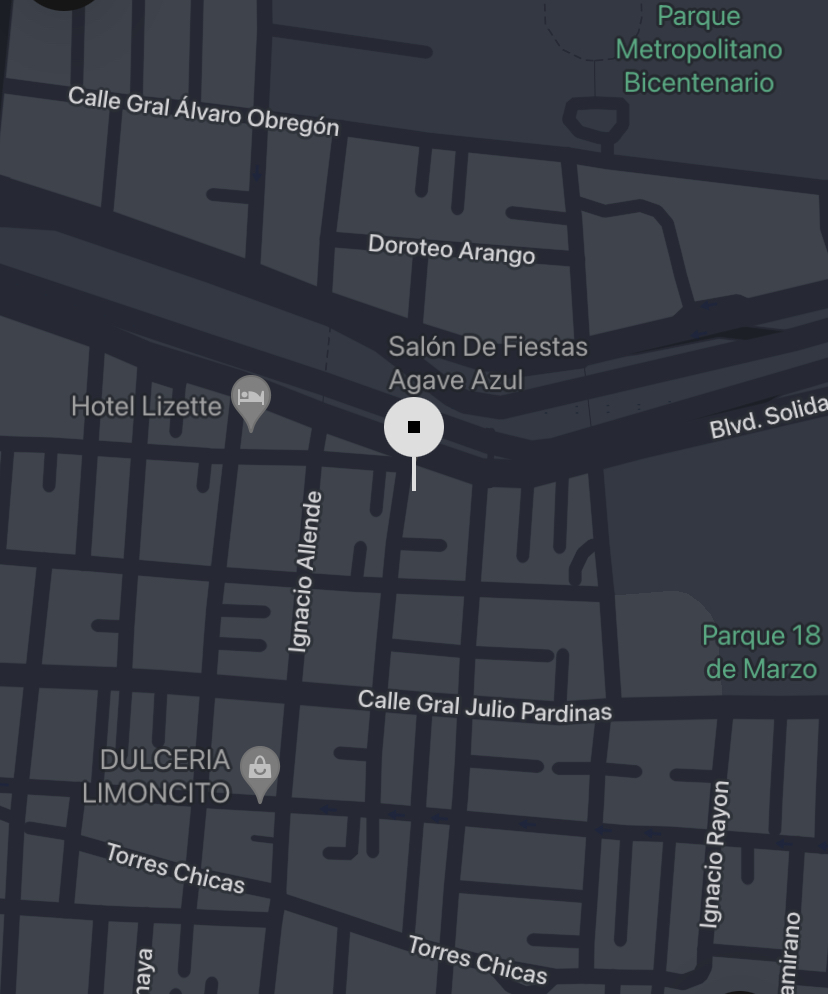 Parque
Metropolitano
Bicentenario
Calle Gral Álvaro Obregón
Doroteo Arango
Salón De Fiestas
Agave Azul
Hotel Lizette
Blvd. Solida
Ignacio Allende
Parque 18
de Marzo
Calle Gral Julio Pardinas
DULCERIA
LIMONCITO
Ignacio Rayon
Torres Chicas
Torres Chicas
amirano
naya